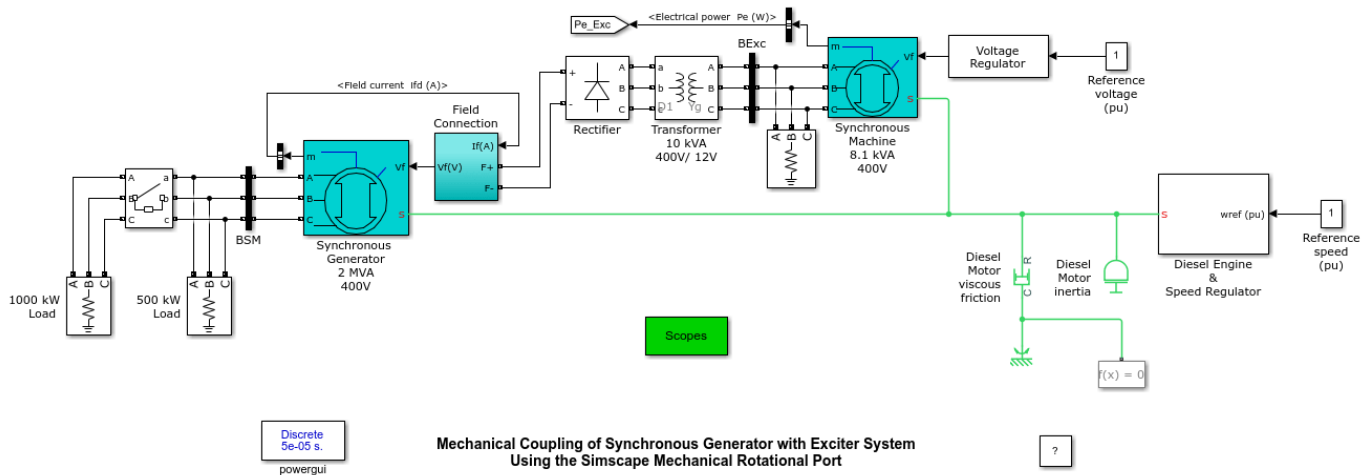 <Electrical power Pe (W)>
Pe_Exc
BExc
m
Vf
A
B
C
s
Voltage
Regulator
1
Reference
voltage
(pu)
Synchronous
Machine
8.1 kVA
400V
+
-
A
B
C
Rectifier
a
b
c
A
B
C
D1 Yg
Transformer
10 kVA
400V/ 12V
A B C
<Field current Ifd (A)>
Field
Connection
If(A)
Vf(V)
F+
F-
m
Vf
A
B
C
s
Synchronous
Generator
2 MVA
400V
BSM
A
B
C
a
b
c
1000 kW
Load
A B C
500 kW
Load
A B C
s
wref (pu)
1
Reference
speed
(pu)
Diesel Engine
&
Speed Regulator
Diesel
Motor
viscous
friction
R
C
Diesel
Motor
inertia
f(x) = 0
Scopes
Discrete
5e-05 s.
powergui
Mechanical Coupling of Synchronous Generator with Exciter System
Using the Simscape Mechanical Rotational Port
?